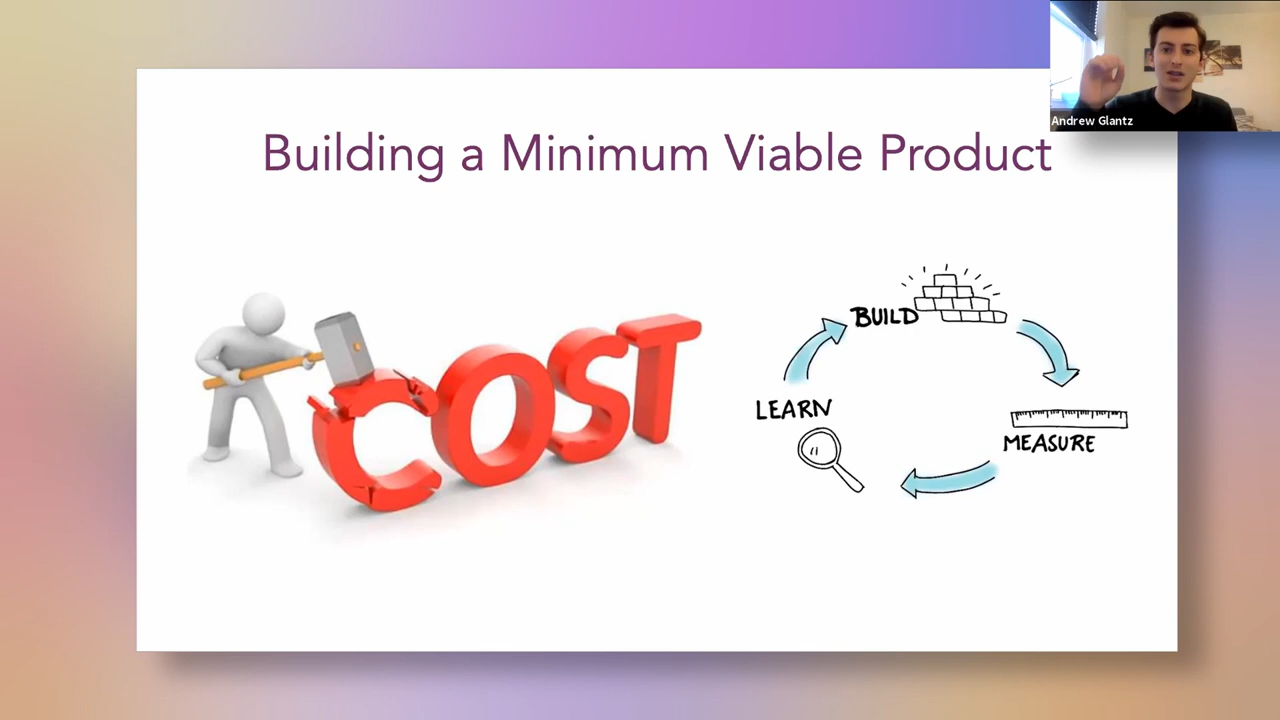 Andrew Glantz
Building a Minimum Viable Product
COST
BUILD
LEARN
MEASURE